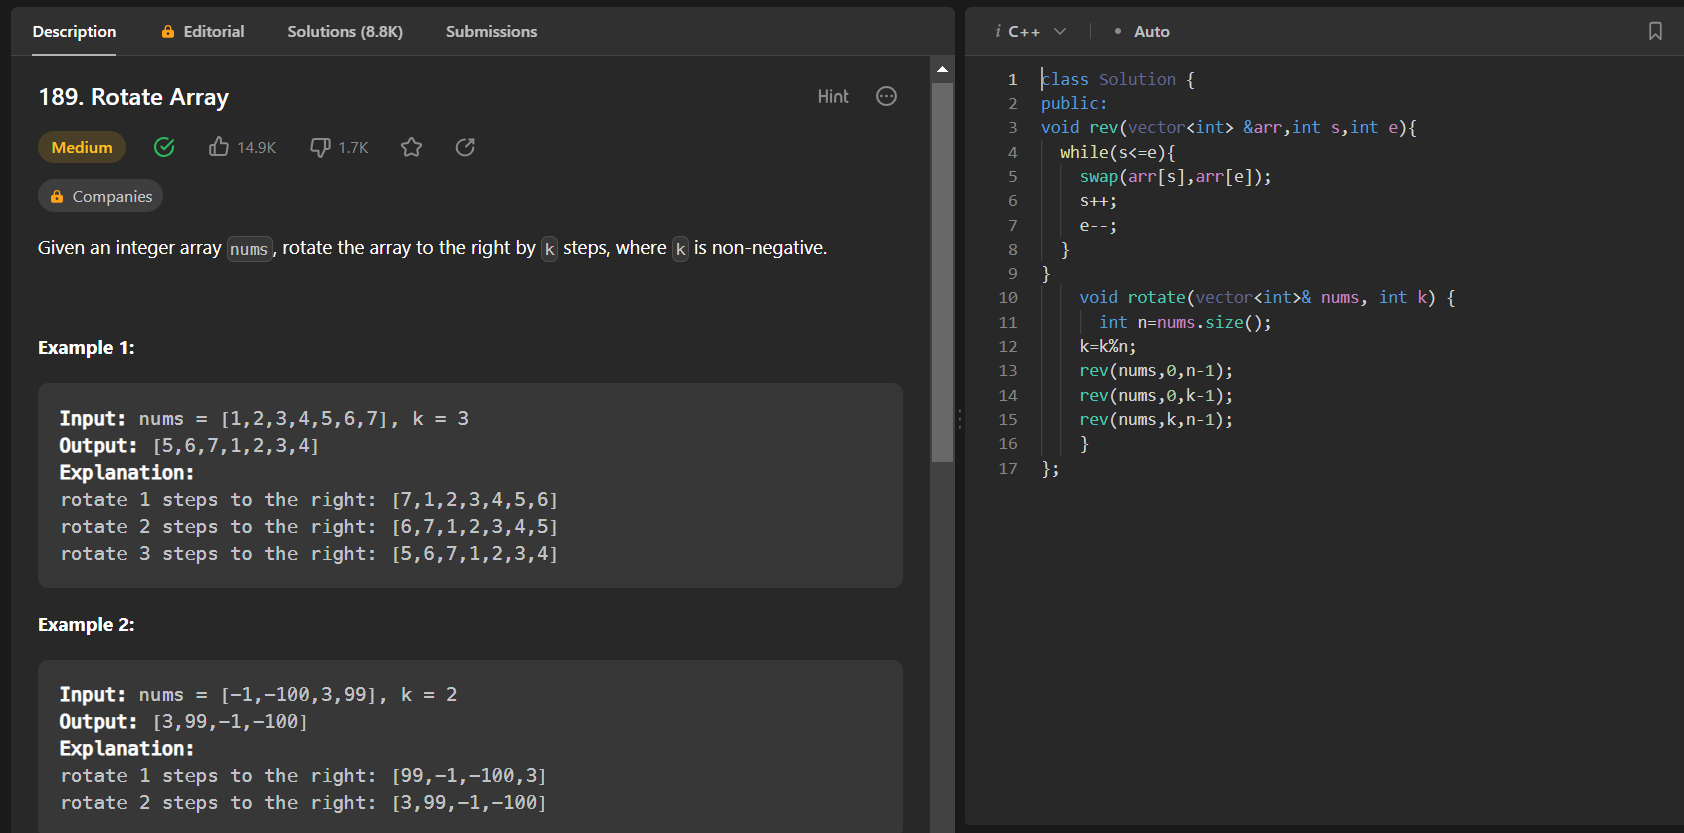 Description Editorial Solutions (8.8K) Submissions
189. Rotate Array Hint
Medium 14.9K 1.7K
Companies
Given an integer array nums, rotate the array to the right by k steps, where k is non-negative.
Example 1:
Input: nums = [1,2,3,4,5,6,7], k = 3
Output: [5,6,7,1,2,3,4]
Explanation:
rotate 1 steps to the right: [7,1,2,3,4,5,6]
rotate 2 steps to the right: [6,7,1,2,3,4,5]
rotate 3 steps to the right: [5,6,7,1,2,3,4]
Example 2:
Input: nums = [-1,-100,3,99], k = 2
Output: [3,99,-1,-100]
Explanation:
rotate 1 steps to the right: [99,-1,-100,3]
rotate 2 steps to the right: [3,99,-1,-100]
i C++ • Auto
1 class Solution {
2 public:
3 void rev(vector<int> &arr,int s,int e){
4 while(s<=e){
5 swap(arr[s],arr[e]);
6 s++;
7 e--;
8 }
9 }
10 void rotate(vector<int>& nums, int k) {
11 int n=nums.size();
12 k=k%n;
13 rev(nums,0,n-1);
14 rev(nums,0,k-1);
15 rev(nums,k,n-1);
16 }
17 };